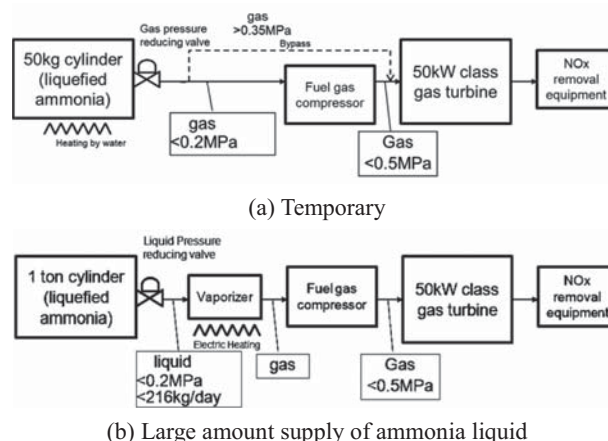 Gas pressure
reducing valve
gas
>0.35MPa
Bypass
50kg cylinder
(liquefied
ammonia)
Heating by water
gas
<0.2MPa
Fuel gas
compressor
Gas
<0.5MPa
50kW class
gas turbine
NOx
removal
equipment
(a) Temporary
Liquid Pressure
reducing valve
1 ton cylinder
(liquefied
ammonia)
liquid
<0.2MPa
<216kg/day
Vaporizer
Electric Heating
gas
Fuel gas
compressor
Gas
<0.5MPa
50kW class
gas turbine
NOx
removal
equipment
(b) Large amount supply of ammonia liquid